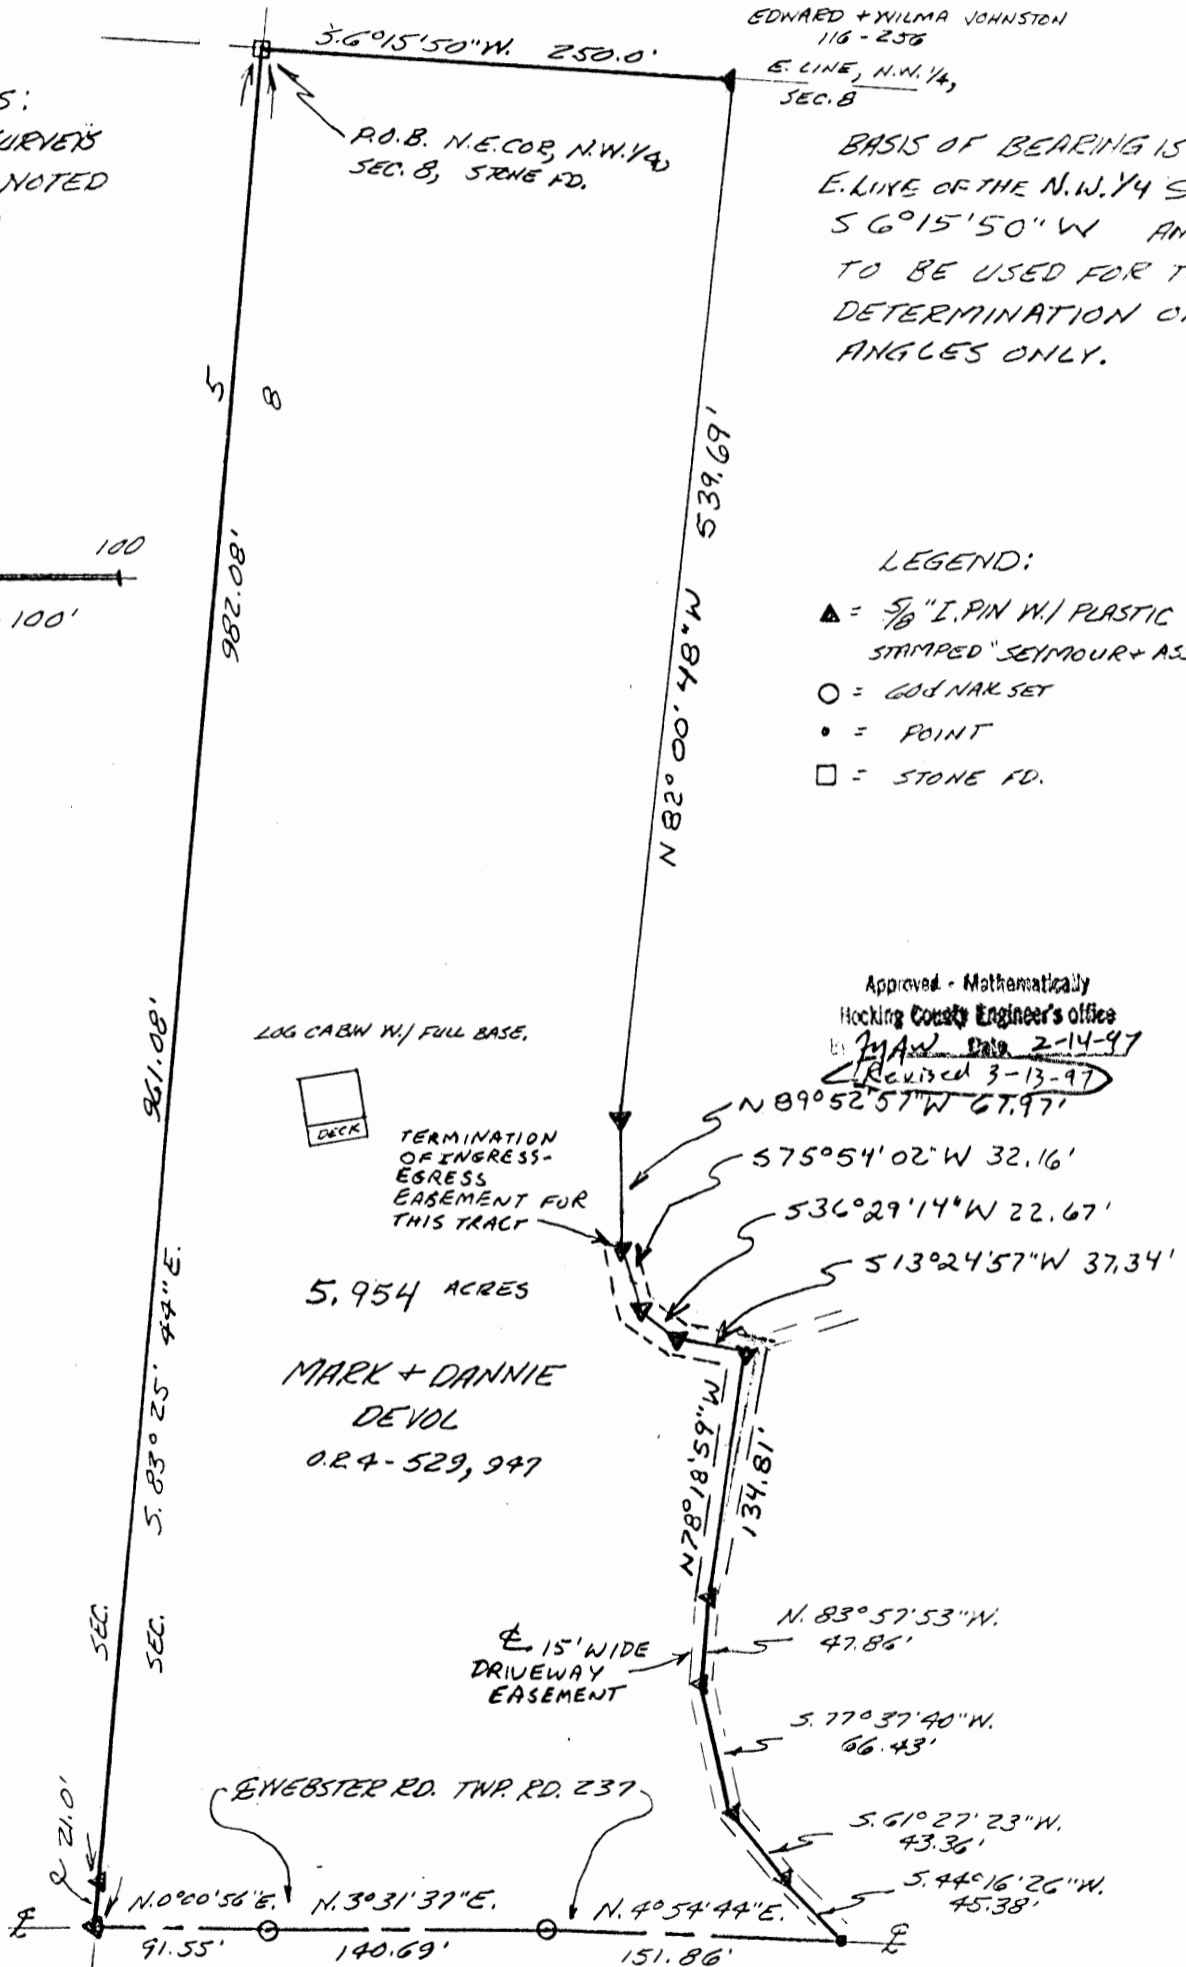 S.6°15'50"W. 250.0'
EDWARD + WILMA JOHNSTON
116-256
E. LINE, N.W. 1/4,
SEC. 8
S:
URVEYS
NOTED
P.O.B. N.E. COR, N.W. 1/4,
SEC. 8, STONE FD.
BASIS OF BEARING IS
E. LINE OF THE N.W. 1/4 S
S 6°15'50" W AN
TO BE USED FOR T
DETERMINATION O
ANGLES ONLY.
5
8
982.08'
N 82°00'48"W 539.69'
100
100'
LEGEND:
▲ = 5/8" I. PIN W./ PLASTIC
STAMPED "SEYMOUR + ASS
○ = 60d NAIL SET
• = POINT
□ = STONE FD.
Approved - Mathematically
Hocking County Engineer's office
By Date 2-14-97
Revised 3-13-97
LOG CABIN W./ FULL BASE.
DECK
961.08'
N 89°52'57"W 67.97'
TERMINATION
OF INGRESS-
EGRESS
EASEMENT FOR
THIS TRACT
S75°54'02"W 32.16'
S36°29'14"W 22.67'
S13°24'57"W 37.34'
5.954 ACRES
MARK + DANNIE
DEVOL
O.R.4-529, 947
S. 83°25'44"E.
N78°18'59"W
134.81'
SEC.
SEC.
N. 83°57'53"W.
47.86'
℄ 15' WIDE
DRIVEWAY
EASEMENT
S. 77°37'40"W.
66.43'
℄ WEBSTER RD. TWP. RD. 237
S. 61°27'23"W.
43.36'
S. 44°16'26"W.
45.38'
21.0'
℄ N.0°00'56"E. N.3°31'37"E. N.4°54'44"E. ℄
91.55' 140.69' 151.86'